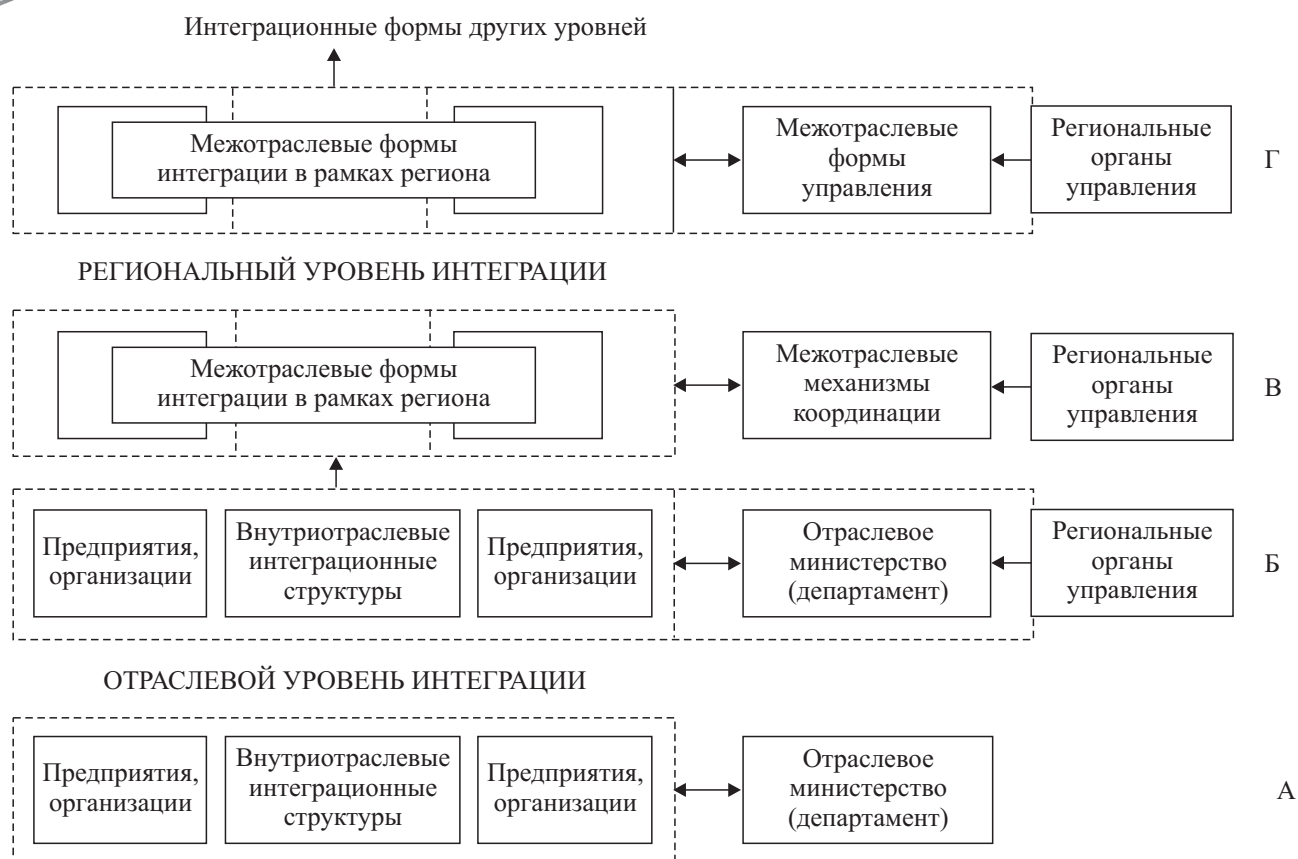 Интеграционные формы других уровней
Межотраслевые формы
интеграции в рамках региона
Межотраслевые
формы
управления
Региональные
органы
управления
Г
РЕГИОНАЛЬНЫЙ УРОВЕНЬ ИНТЕГРАЦИИ
Межотраслевые формы
интеграции в рамках региона
Межотраслевые
механизмы
координации
Региональные
органы
управления
В
Предприятия,
организации
Внутриотраслевые
интеграционные
структуры
Предприятия,
организации
Отраслевое
министерство
(департамент)
Региональные
органы
управления
Б
ОТРАСЛЕВОЙ УРОВЕНЬ ИНТЕГРАЦИИ
Предприятия,
организации
Внутриотраслевые
интеграционные
структуры
Предприятия,
организации
Отраслевое
министерство
(департамент)
А